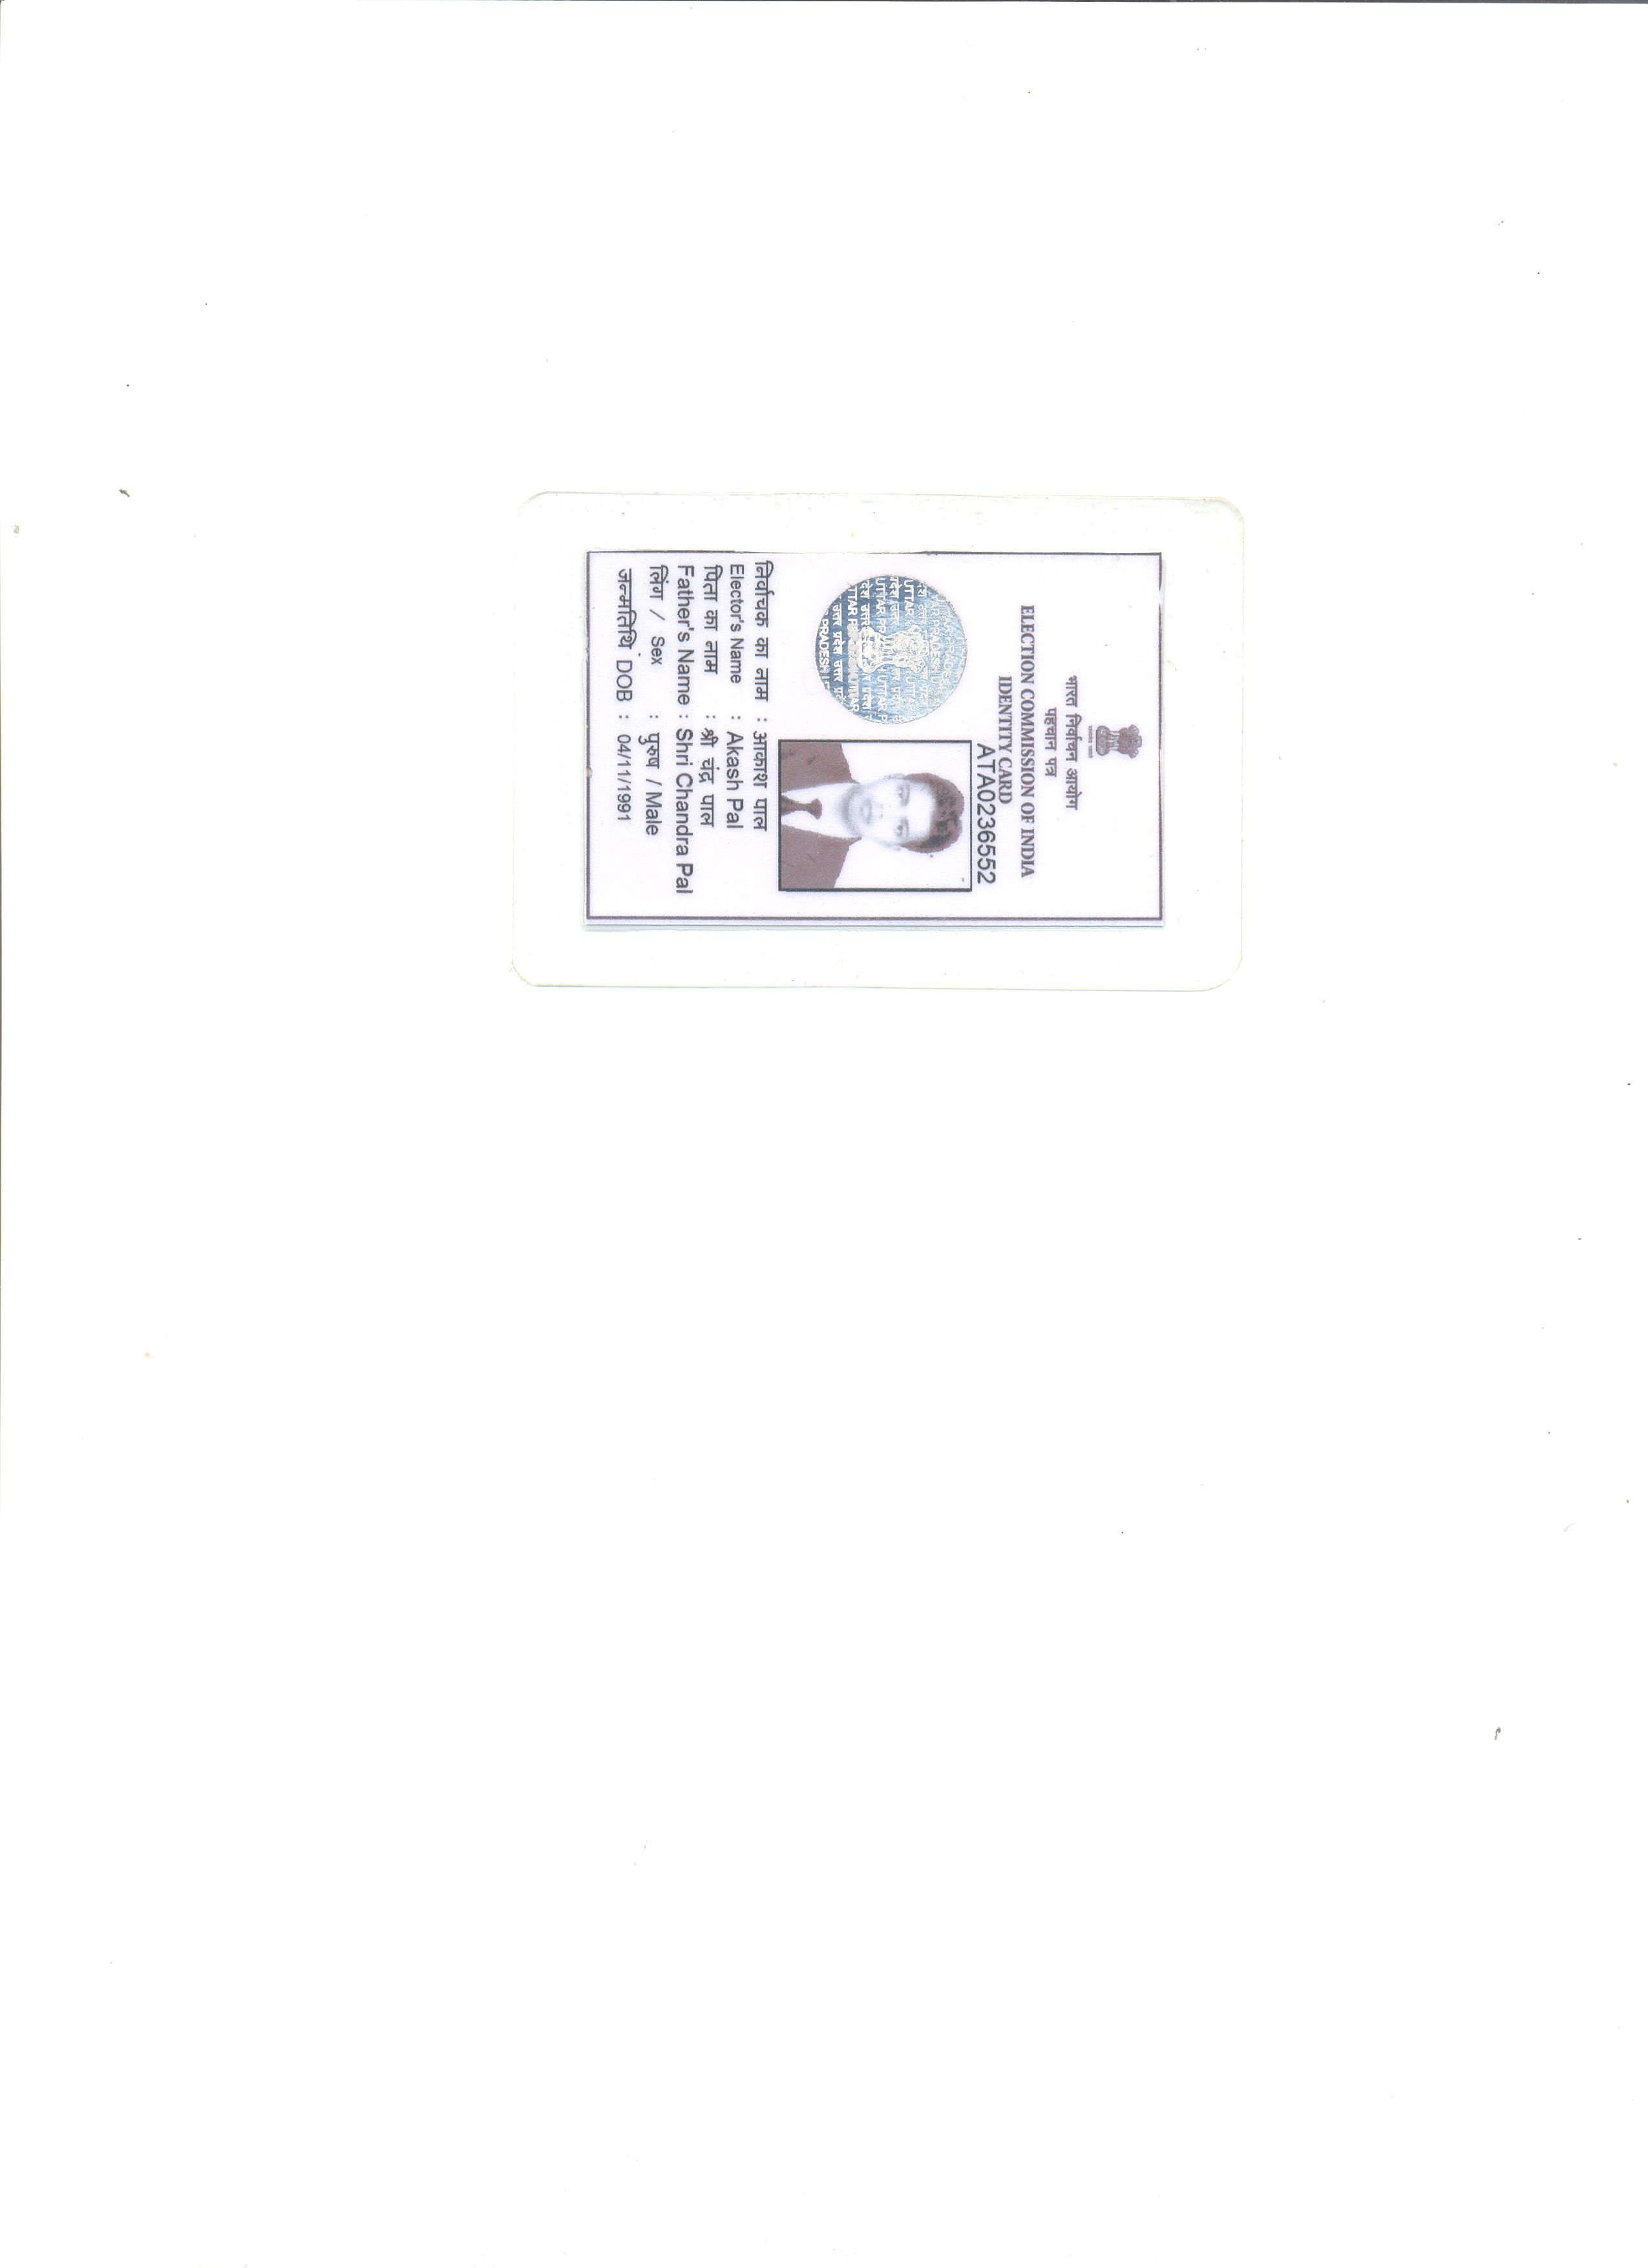 भारत निर्वाचन आयोग
पहचान पत्र
ELECTION COMMISSION OF INDIA
IDENTITY CARD
ATA0236552
निर्वाचक का नाम : आकाश पाल
Elector's Name : Akash Pal
पिता का नाम : श्री चंद्र पाल
Father's Name : Shri Chandra Pal
लिंग / Sex : पुरुष / Male
जन्मतिथि DOB : 04/11/1991